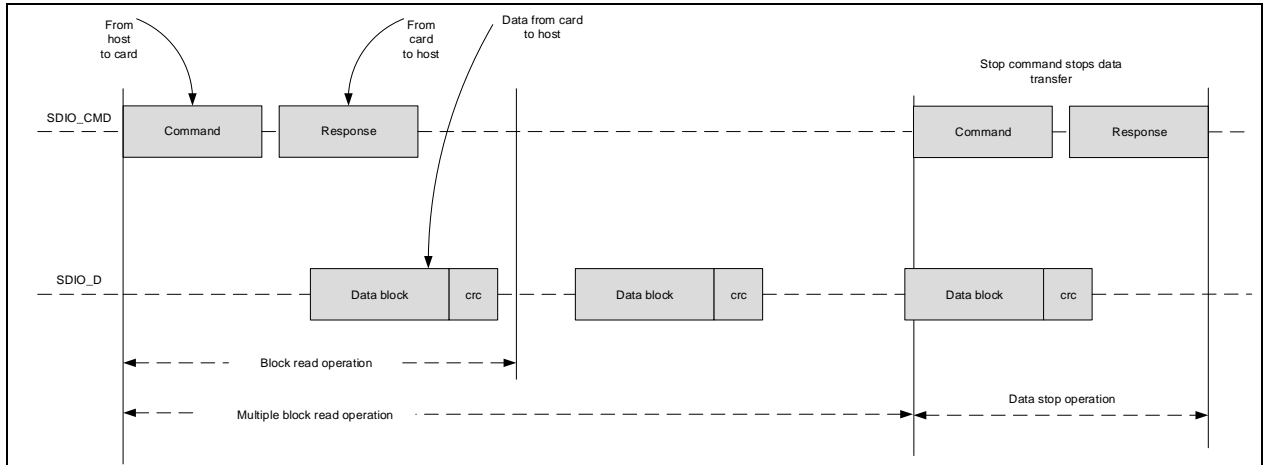 From
host
to card
From
card
to host
Data from card
to host
Stop command stops data
transfer
SDIO_CMD
Command
Response
Command
Response
SDIO_D
Data block
crc
Data block
crc
Data block
crc
Block read operation
Multiple block read operation
Data stop operation